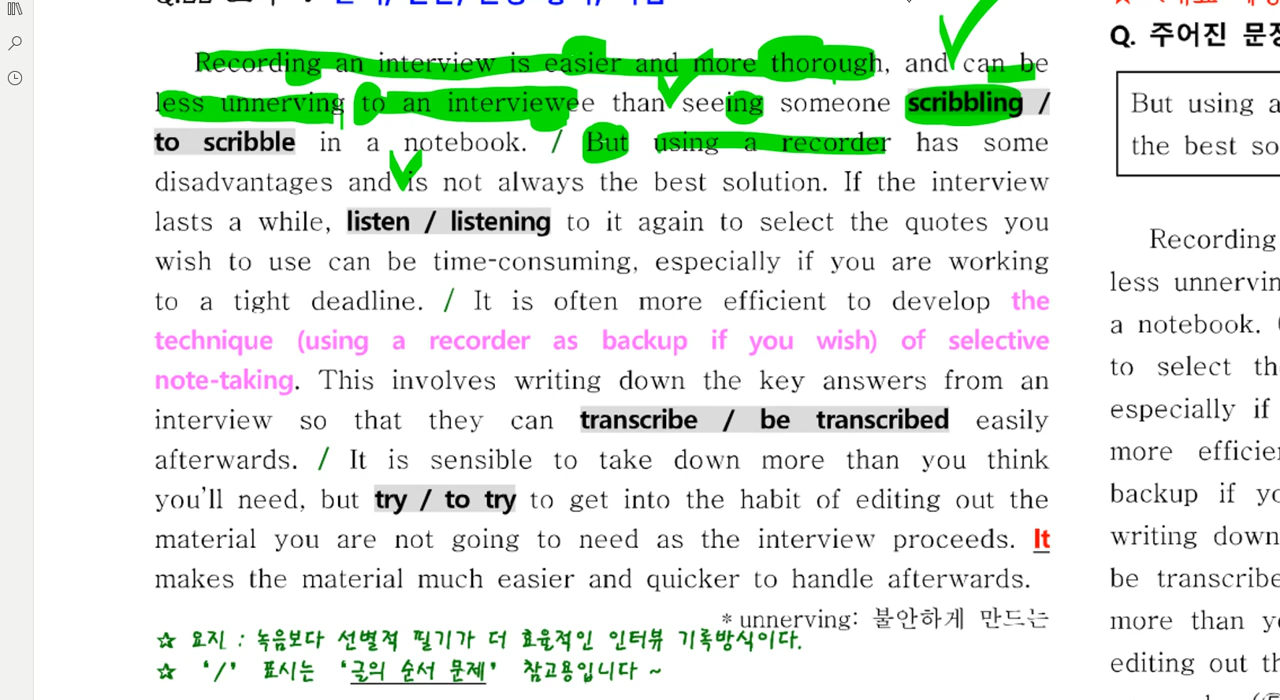 Recording an interview is easier and more thorough, and can be
less unnerving to an interviewee than seeing someone scribbling /
to scribble in a notebook. / But using a recorder has some
disadvantages and is not always the best solution. If the interview
lasts a while, listen / listening to it again to select the quotes you
wish to use can be time-consuming, especially if you are working
to a tight deadline. / It is often more efficient to develop the
technique (using a recorder as backup if you wish) of selective
note-taking. This involves writing down the key answers from an
interview so that they can transcribe / be transcribed easily
afterwards. / It is sensible to take down more than you think
you'll need, but try / to try to get into the habit of editing out the
material you are not going to need as the interview proceeds. It
makes the material much easier and quicker to handle afterwards.
* unnerving: 불안하게 만드는
☆ 요지 : 녹음보다 선별적 필기가 더 효율적인 인터뷰 기록방식이다.
☆ '/' 표시는 '글의 순서 문제' 참고용입니다 ~
Q. 주어진 문장
But using a
the best so
Recording
less unnervin
a notebook.
to select th
especially if
more efficien
backup if yo
writing down
be transcribe
more than yo
editing out th